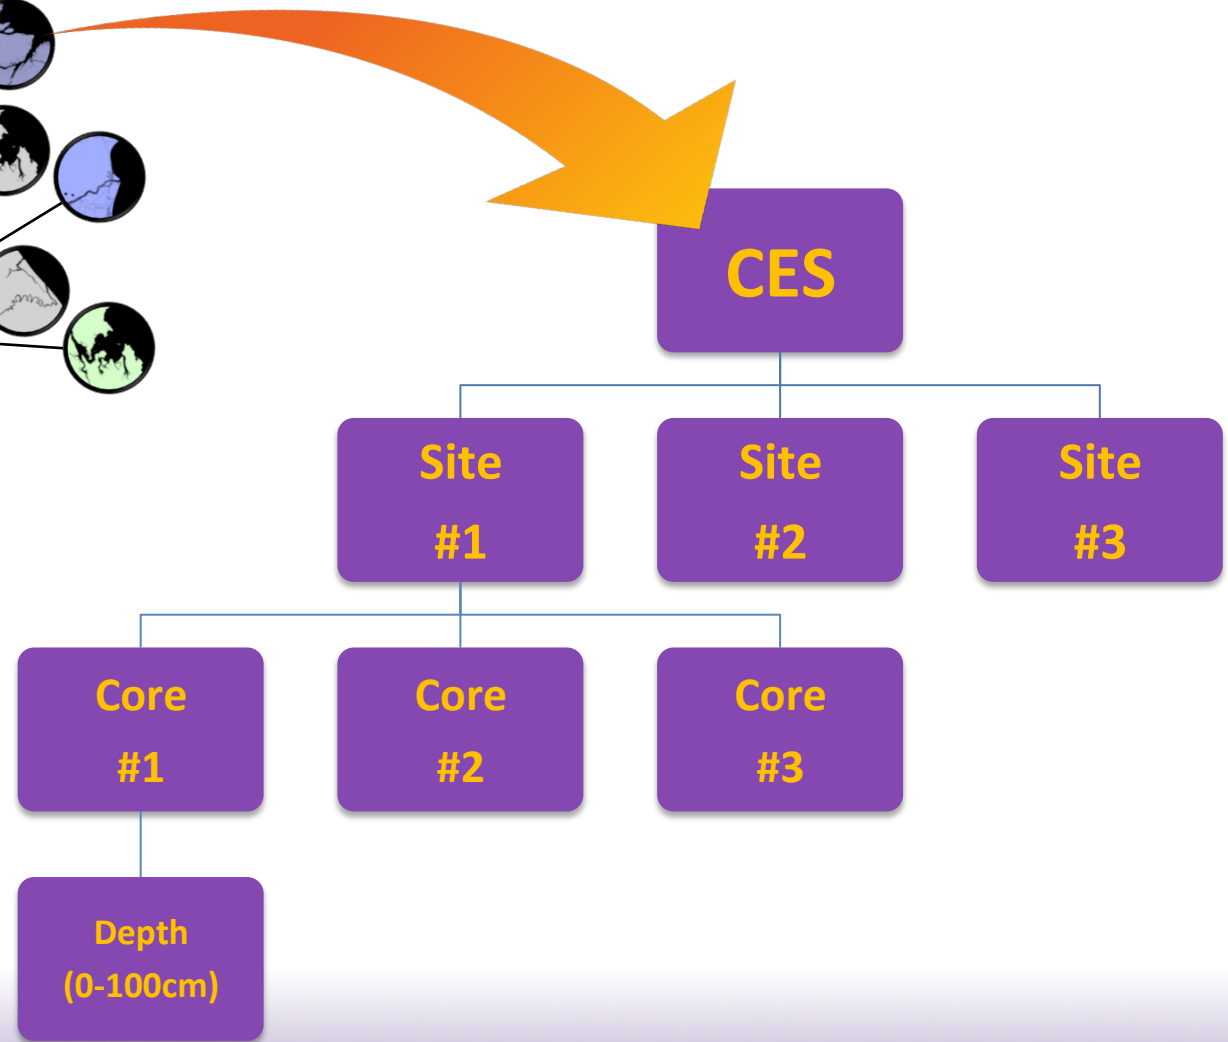 CES
Site
#1
Site
#2
Site
#3
Core
#1
Core
#2
Core
#3
Depth
(0-100cm)